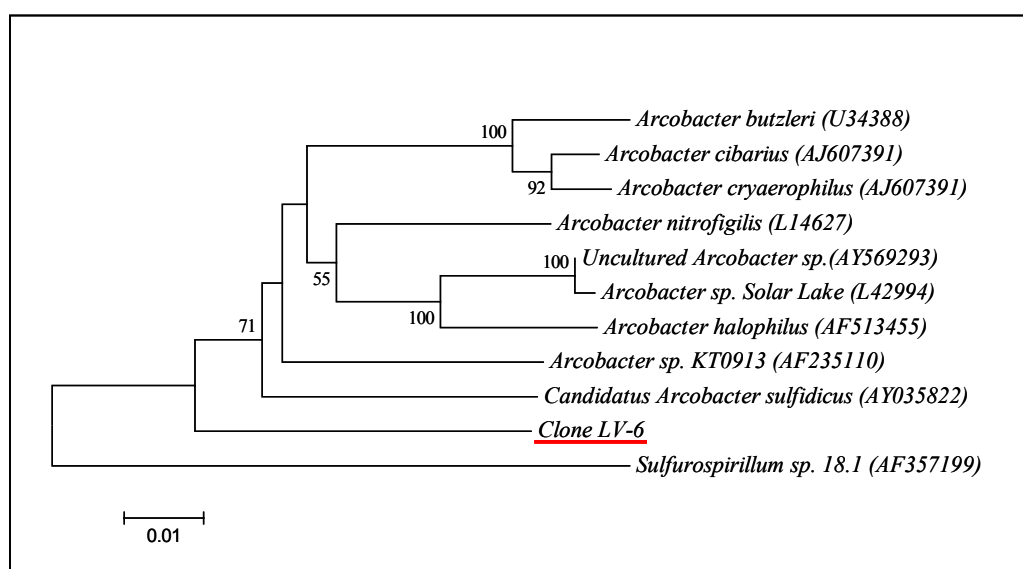 Arcobacter butzleri (U34388)
100
Arcobacter cibarius (AJ607391)
92
Arcobacter cryaerophilus (AJ607391)
Arcobacter nitrofigilis (L14627)
55
100
Uncultured Arcobacter sp.(AY569293)
Arcobacter sp. Solar Lake (L42994)
100
Arcobacter halophilus (AF513455)
71
Arcobacter sp. KT0913 (AF235110)
Candidatus Arcobacter sulfidicus (AY035822)
Clone LV-6
Sulfurospirillum sp. 18.1 (AF357199)
0.01